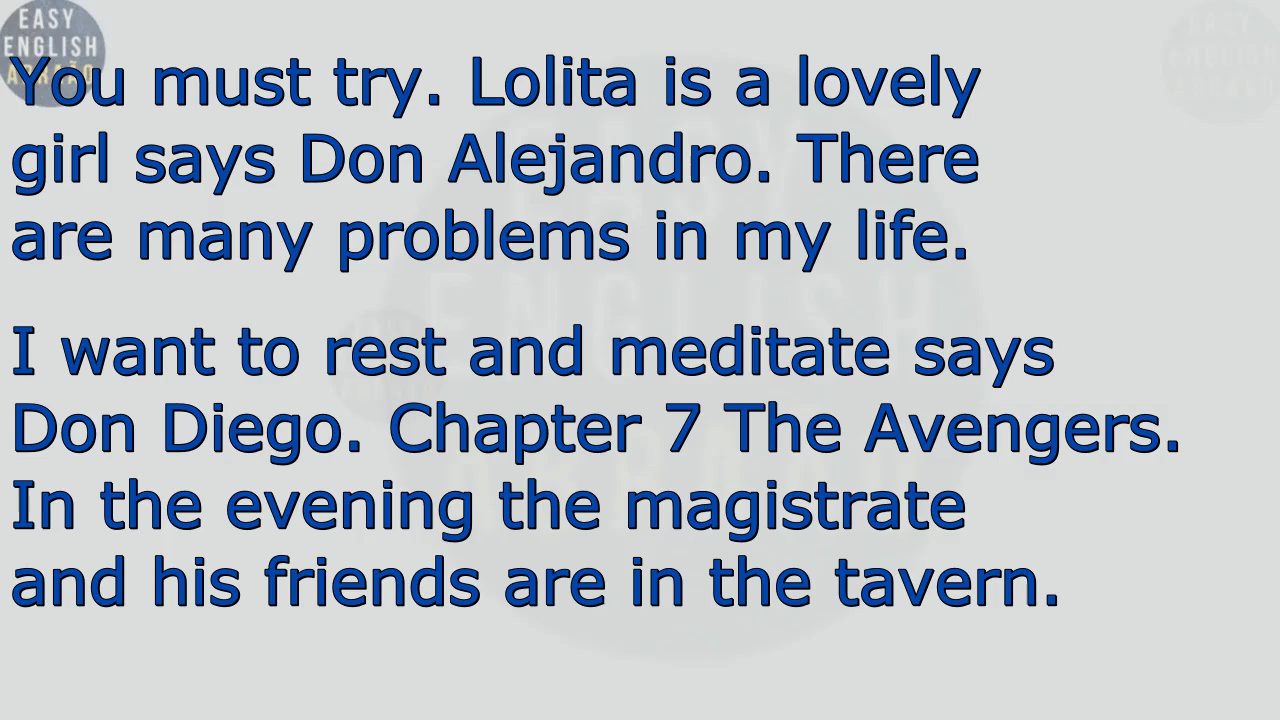 EASY
ENGLISH
You must try. Lolita is a lovely
girl says Don Alejandro. There
are many problems in my life.
I want to rest and meditate says
Don Diego. Chapter 7 The Avengers.
In the evening the magistrate
and his friends are in the tavern.